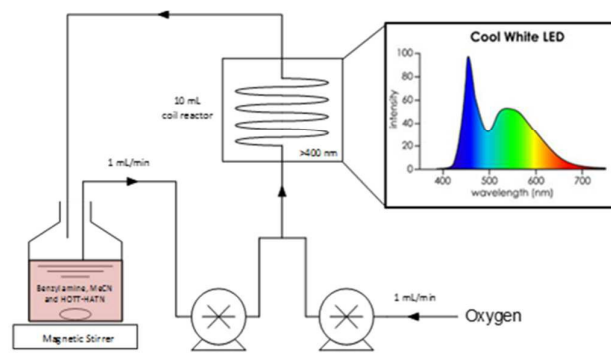 Cool White LED
100
80
60
40
20
0
intensity
400
500
600
700
wavelength (nm)
10 mL
coil reactor
>400 nm
1 mL/min
Benzylamine, MeCN
and HOTT-HATN
Magnetic Stirrer
1 mL/min
Oxygen